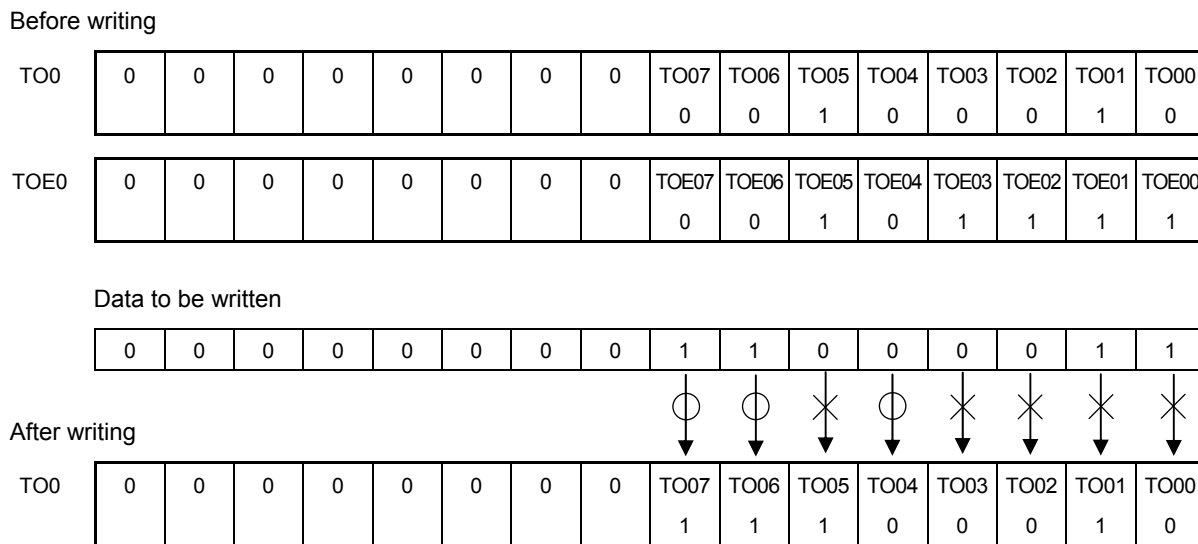 Before writing
TO0 0 0 0 0 0 0 0 0 TO07 TO06 TO05 TO04 TO03 TO02 TO01 TO00
0 0 1 0 0 0 1 0
TOE0 0 0 0 0 0 0 0 0 TOE07 TOE06 TOE05 TOE04 TOE03 TOE02 TOE01 TOE00
0 0 1 0 1 1 1 1
Data to be written
0 0 0 0 0 0 0 0 1 1 0 0 0 0 1 1
After writing
TO0 0 0 0 0 0 0 0 0 TO07 TO06 TO05 TO04 TO03 TO02 TO01 TO00
1 1 1 0 0 0 1 0